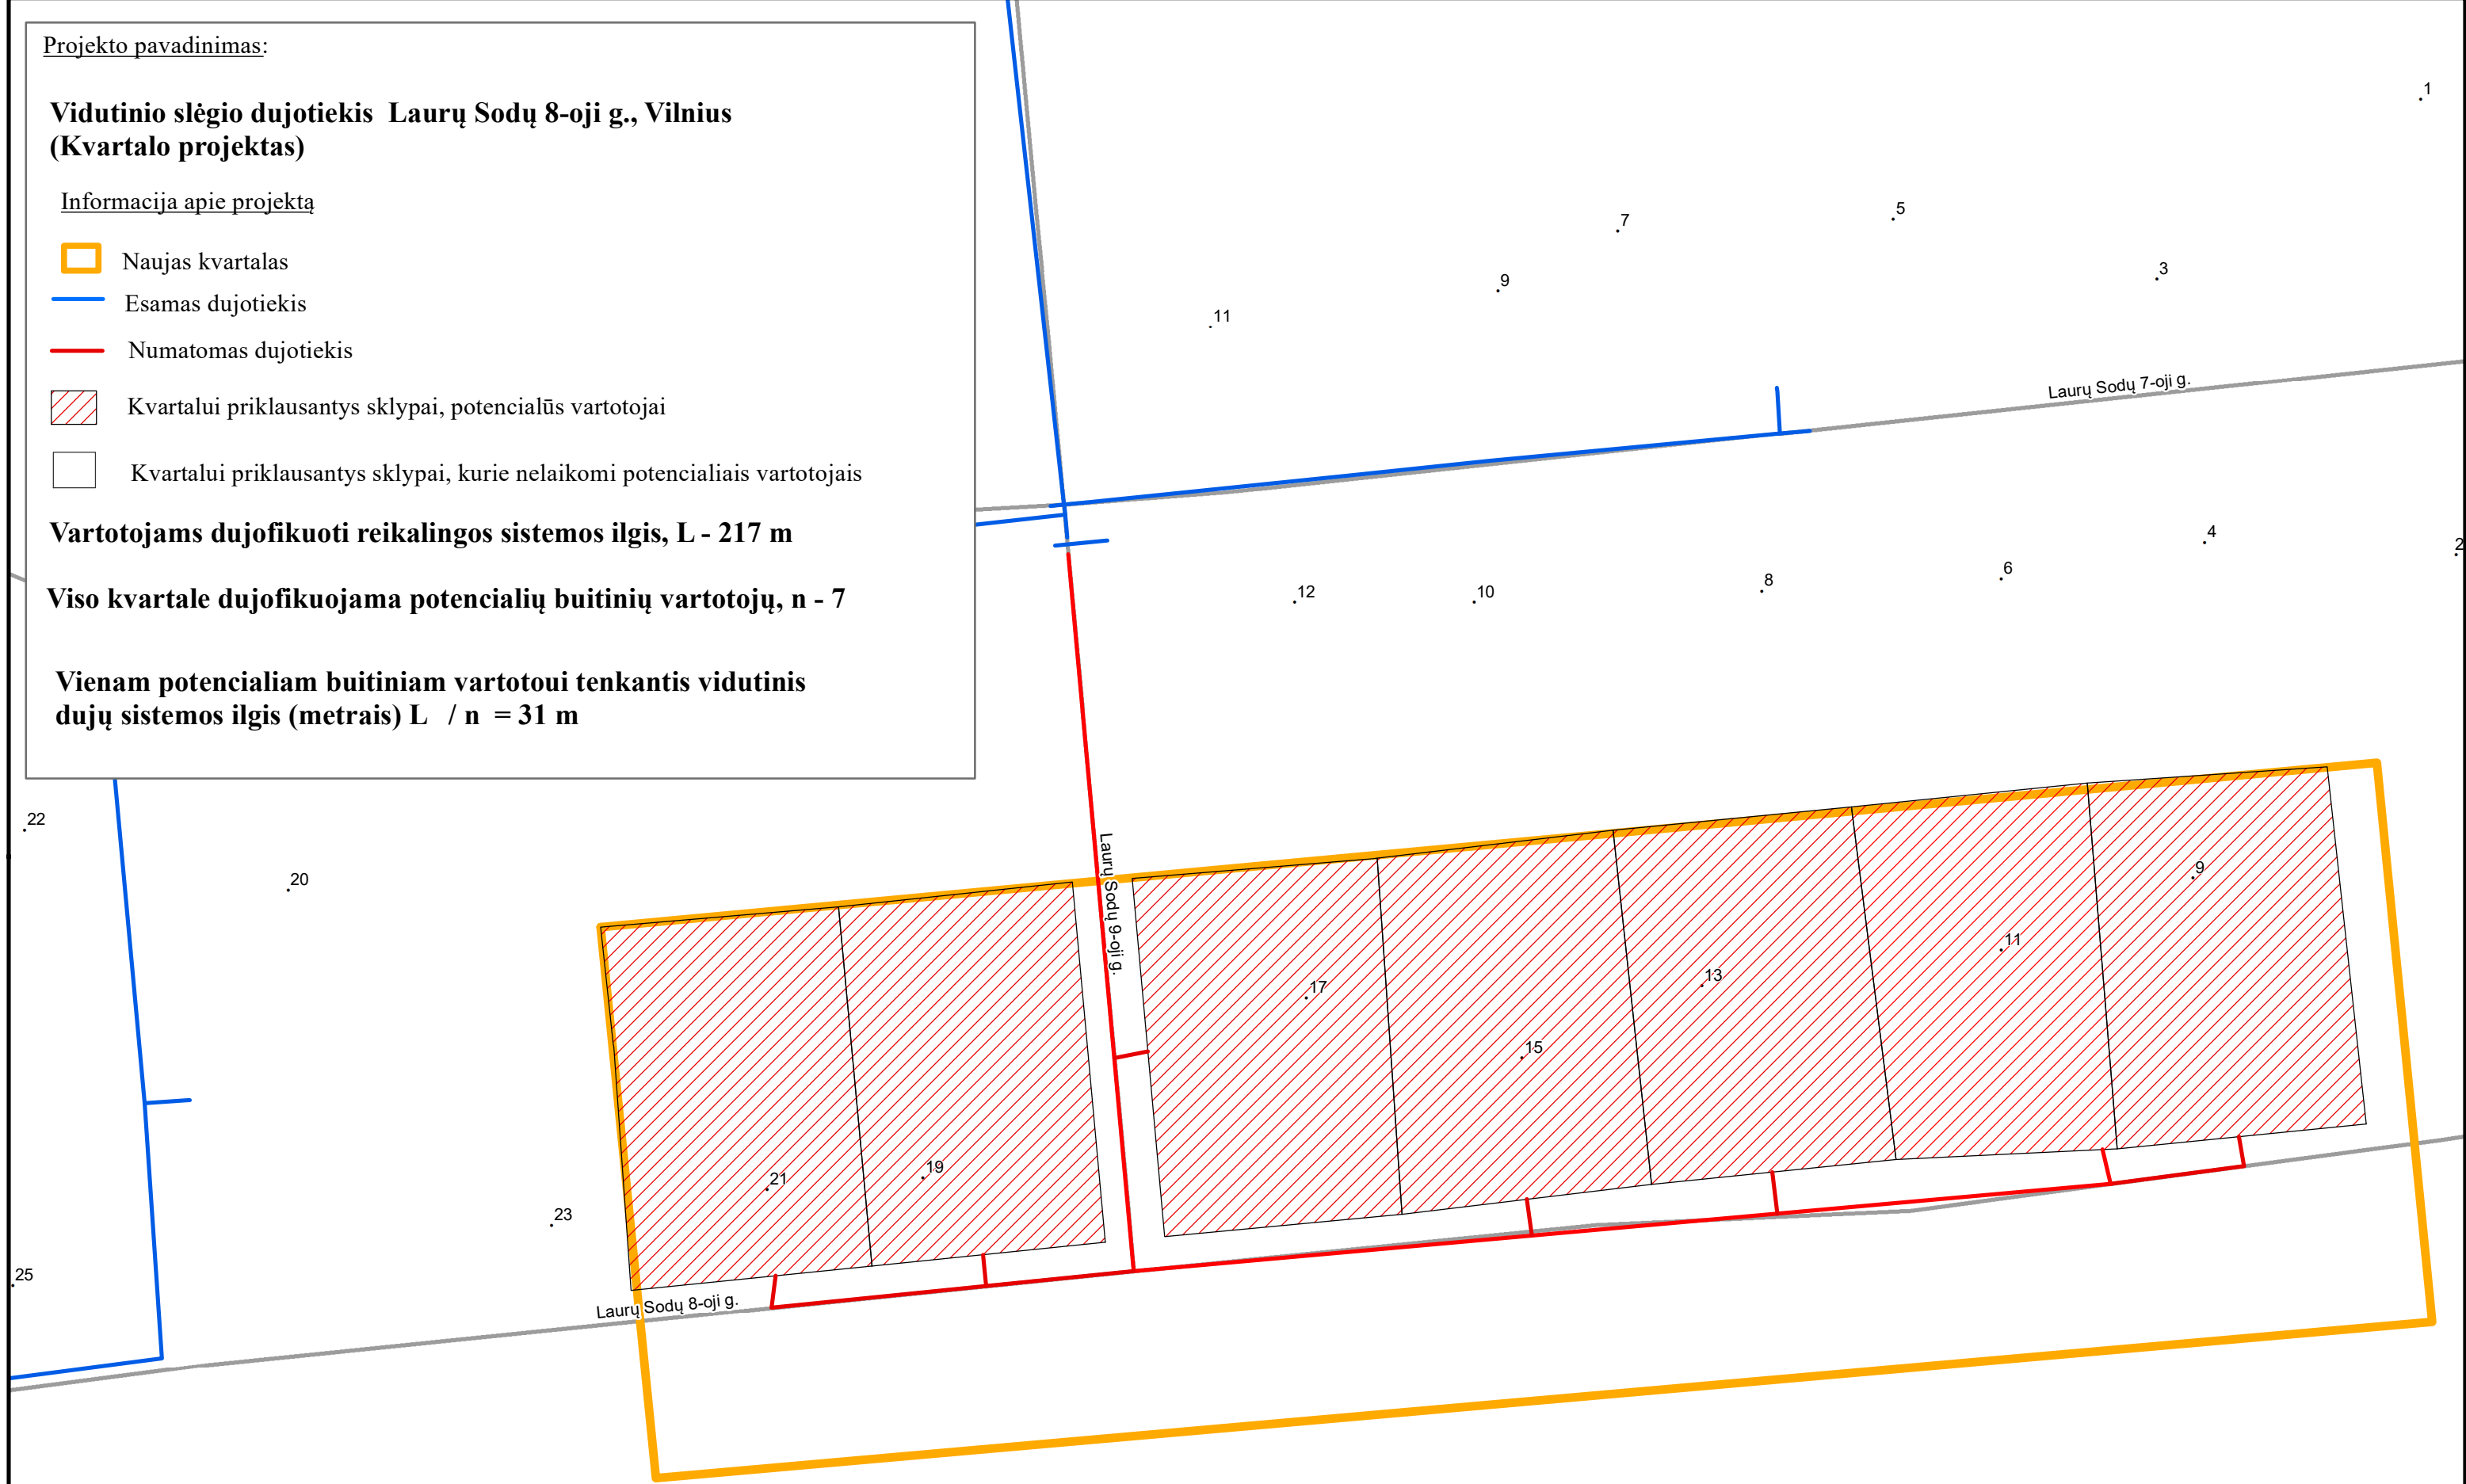 Projekto pavadinimas:
Vidutinio slėgio dujotiekis Laurų Sodų 8-oji g., Vilnius
(Kvartalo projektas)
Informacija apie projektą
Naujas kvartalas
Esamas dujotiekis
Numatomas dujotiekis
Kvartalui priklausantys sklypai, potencialūs vartotojai
Kvartalui priklausantys sklypai, kurie nelaikomi potencialiais vartotojais
Vartotojams dujofikuoti reikalingos sistemos ilgis, L - 217 m
Viso kvartale dujofikuojama potencialių buitinių vartotojų, n - 7
Vienam potencialiam buitiniam vartotoui tenkantis vidutinis
dujų sistemos ilgis (metrais) L / n = 31 m
1
5
7
3
9
11
Laurų Sodų 7-oji g.
4
2
6
8
10
12
22
20
Laurų Sodų 9-oji g.
9
11
13
17
15
19
21
23
25
Laurų Sodų 8-oji g.